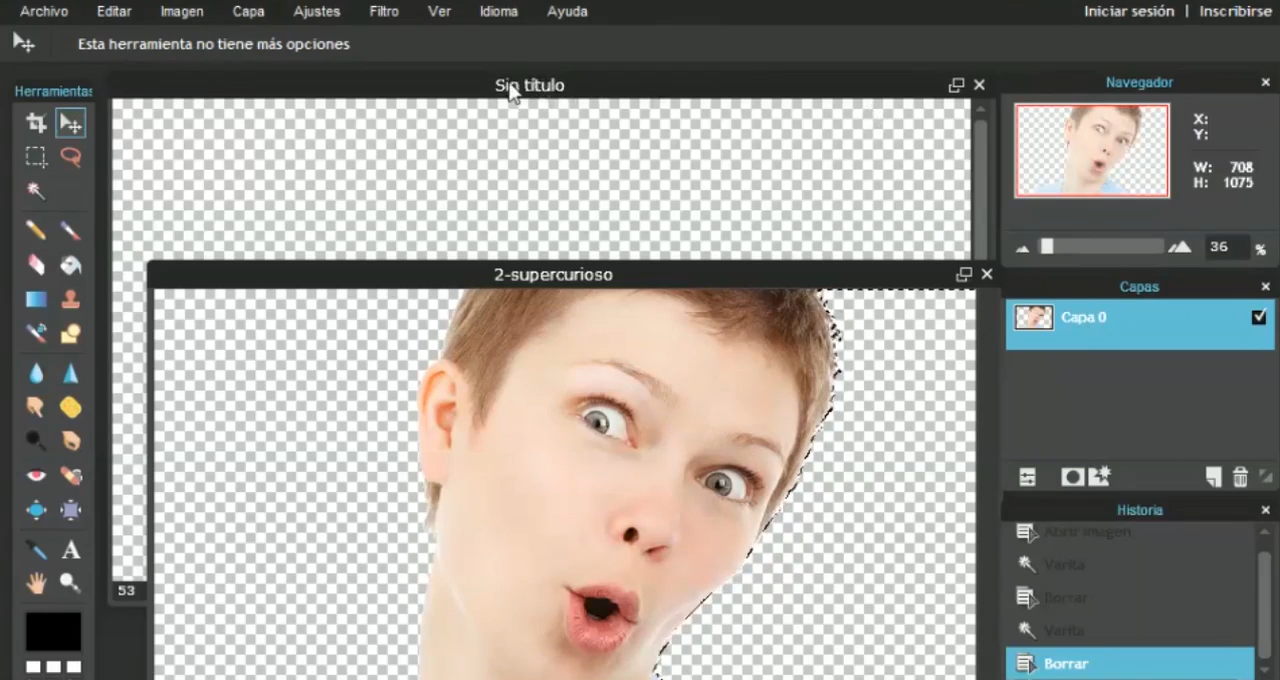 Archivo Editar Imagen Capa Ajustes Filtro Ver Idioma Ayuda Iniciar sesión | Inscribirse
Esta herramienta no tiene más opciones
Herramientas
Sin título
Navegador
X:
Y:
W: 708
H: 1075
36 %
2-supercurioso
Capas
Capa 0
A
Historia
Abrir imagen
Varita
Borrar
Varita
Borrar
53